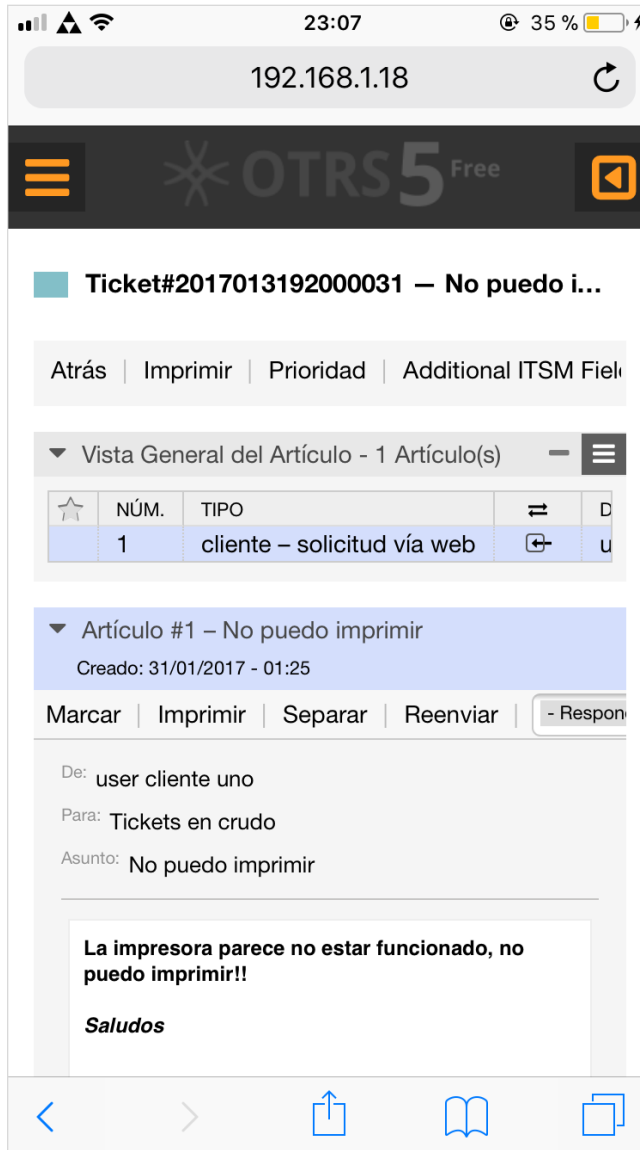 23:07 35 %
192.168.1.18
OTRS 5 Free
Ticket#2017013192000031 — No puedo i...
Atrás | Imprimir | Prioridad | Additional ITSM Fiel
Vista General del Artículo - 1 Artículo(s)
NÚM. TIPO D
1 cliente – solicitud vía web u
Artículo #1 – No puedo imprimir
Creado: 31/01/2017 - 01:25
Marcar | Imprimir | Separar | Reenviar | - Respon
De: user cliente uno
Para: Tickets en crudo
Asunto: No puedo imprimir
La impresora parece no estar funcionado, no
puedo imprimir!!
Saludos